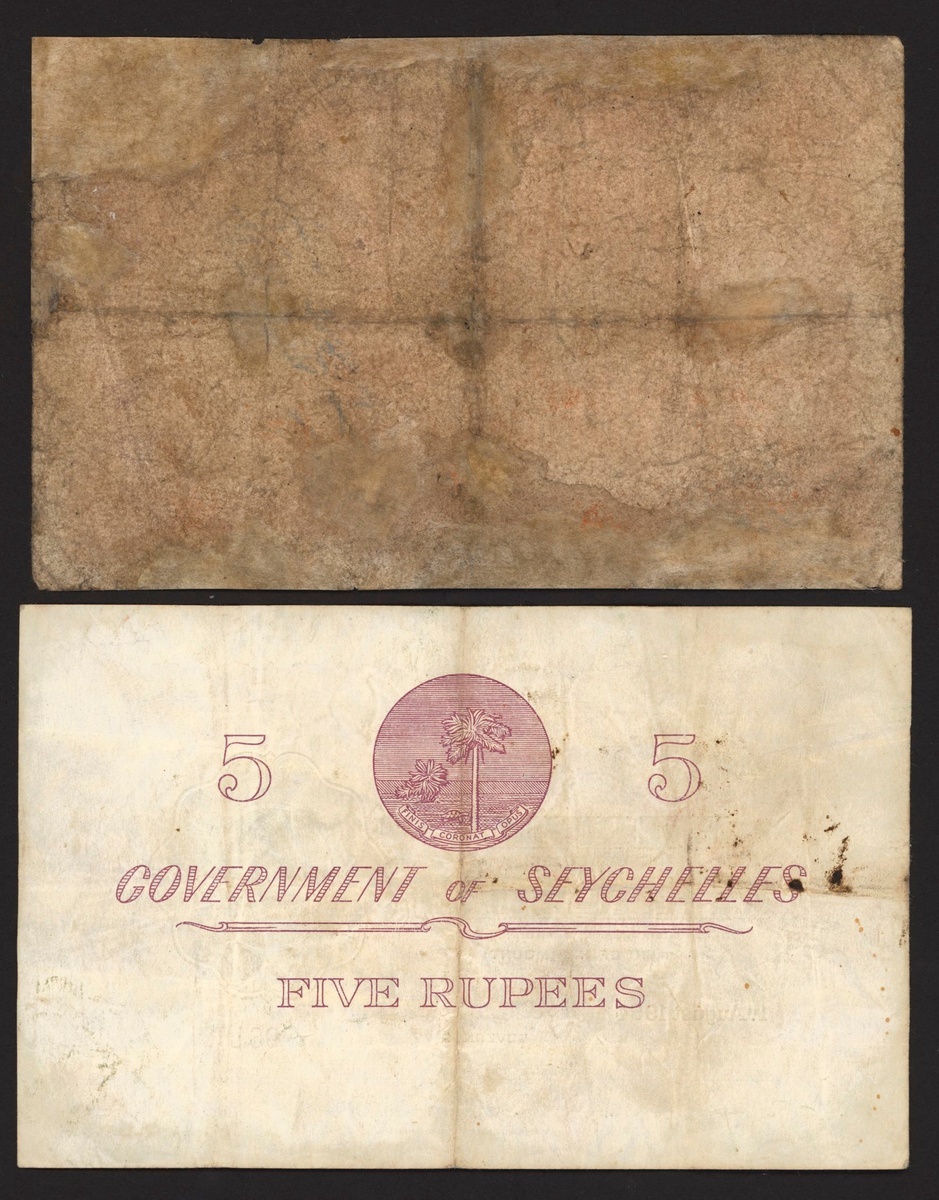 5 5
FINIS CORONAT OPUS
GOVERNMENT OF SEYCHELLES
FIVE RUPEES